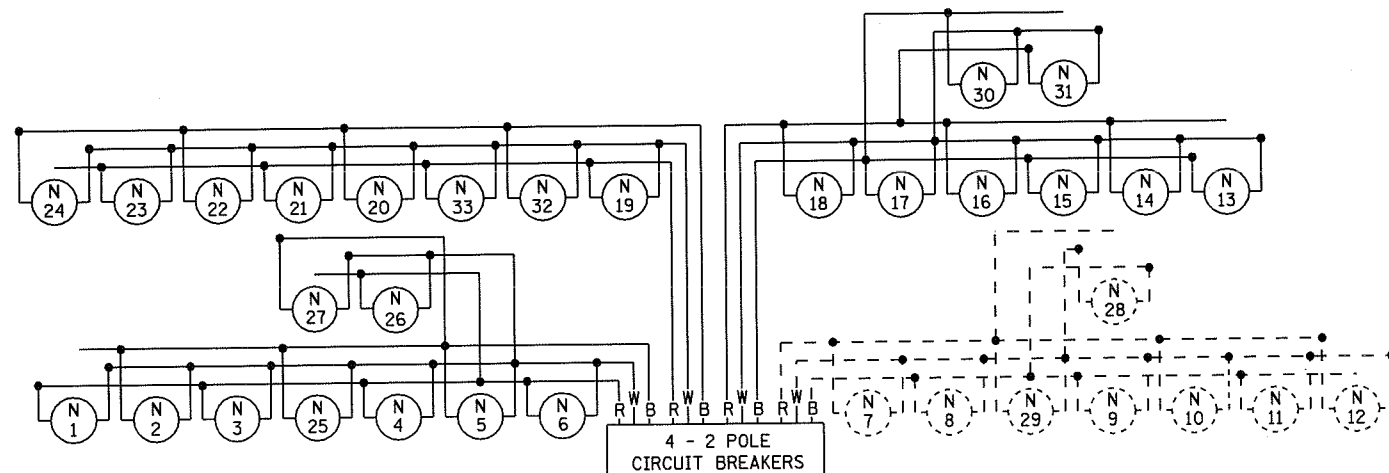 N 30
N 31
N 24
N 23
N 22
N 21
N 20
N 33
N 32
N 19
N 18
N 17
N 16
N 15
N 14
N 13
N 27
N 26
N 28
N 1
N 2
N 3
N 25
N 4
N 5
N 6
N 7
N 8
N 29
N 9
N 10
N 11
N 12
R W B R W B R W B R W B
4 - 2 POLE
CIRCUIT BREAKERS